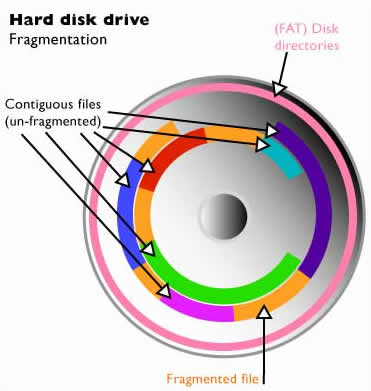 Hard disk drive
Fragmentation
(FAT) Disk
directories
Contiguous files
(un-fragmented)
Fragmented file